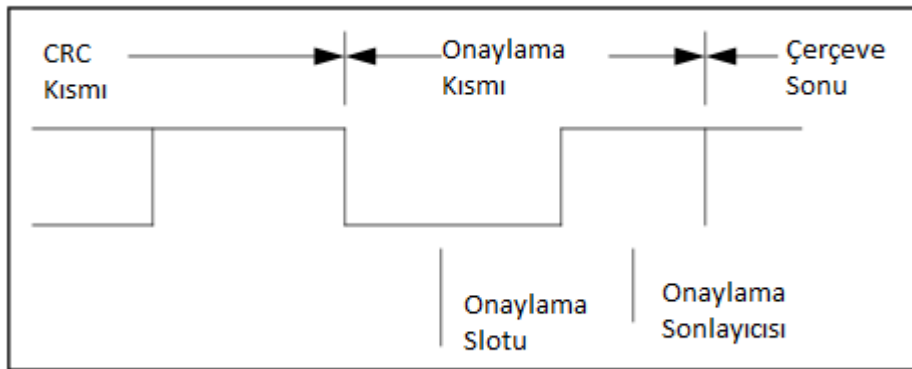 CRC
Kısmı
Onaylama
Kısmı
Çerçeve
Sonu
Onaylama
Slotu
Onaylama
Sonlayıcısı